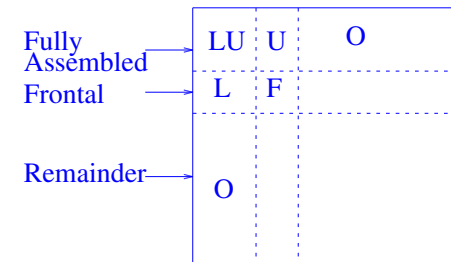 Fully
Assembled
LU U O
Frontal
L F
Remainder
O